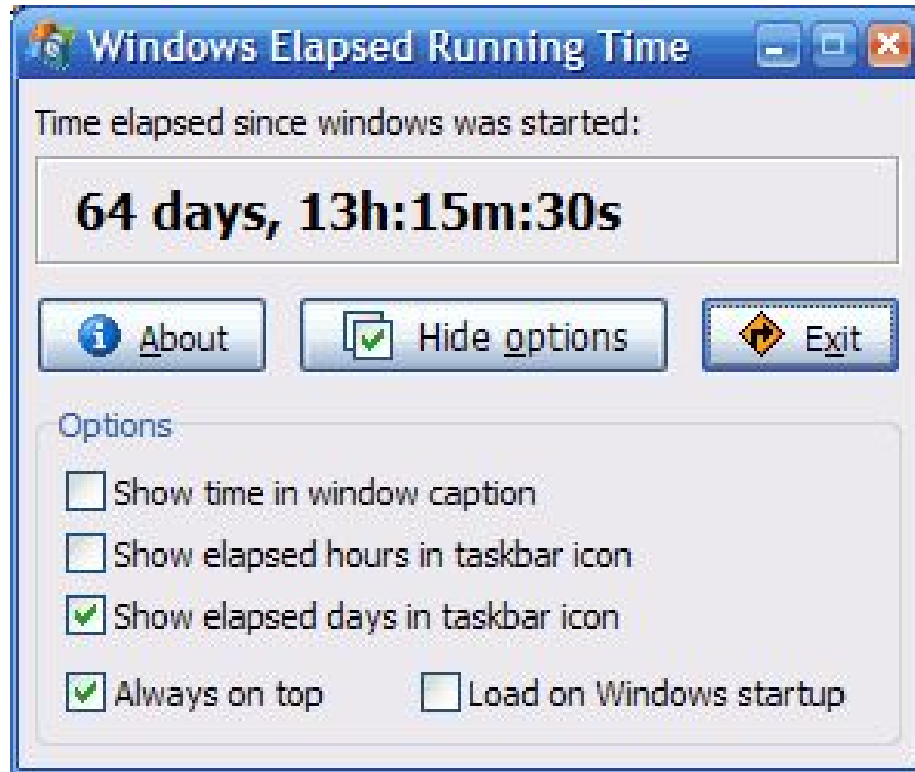 Windows Elapsed Running Time
Time elapsed since windows was started:
64 days, 13h:15m:30s
About Hide options Exit
Options
Show time in window caption
Show elapsed hours in taskbar icon
Show elapsed days in taskbar icon
Always on top Load on Windows startup